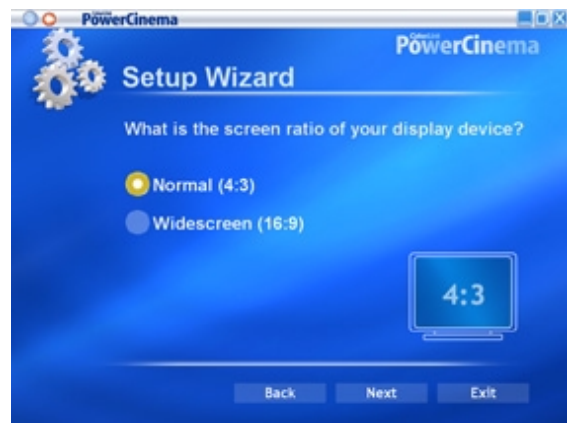 PowerCinema
CyberLink
PowerCinema
Setup Wizard
What is the screen ratio of your display device?
Normal (4:3)
Widescreen (16:9)
4:3
Back Next Exit